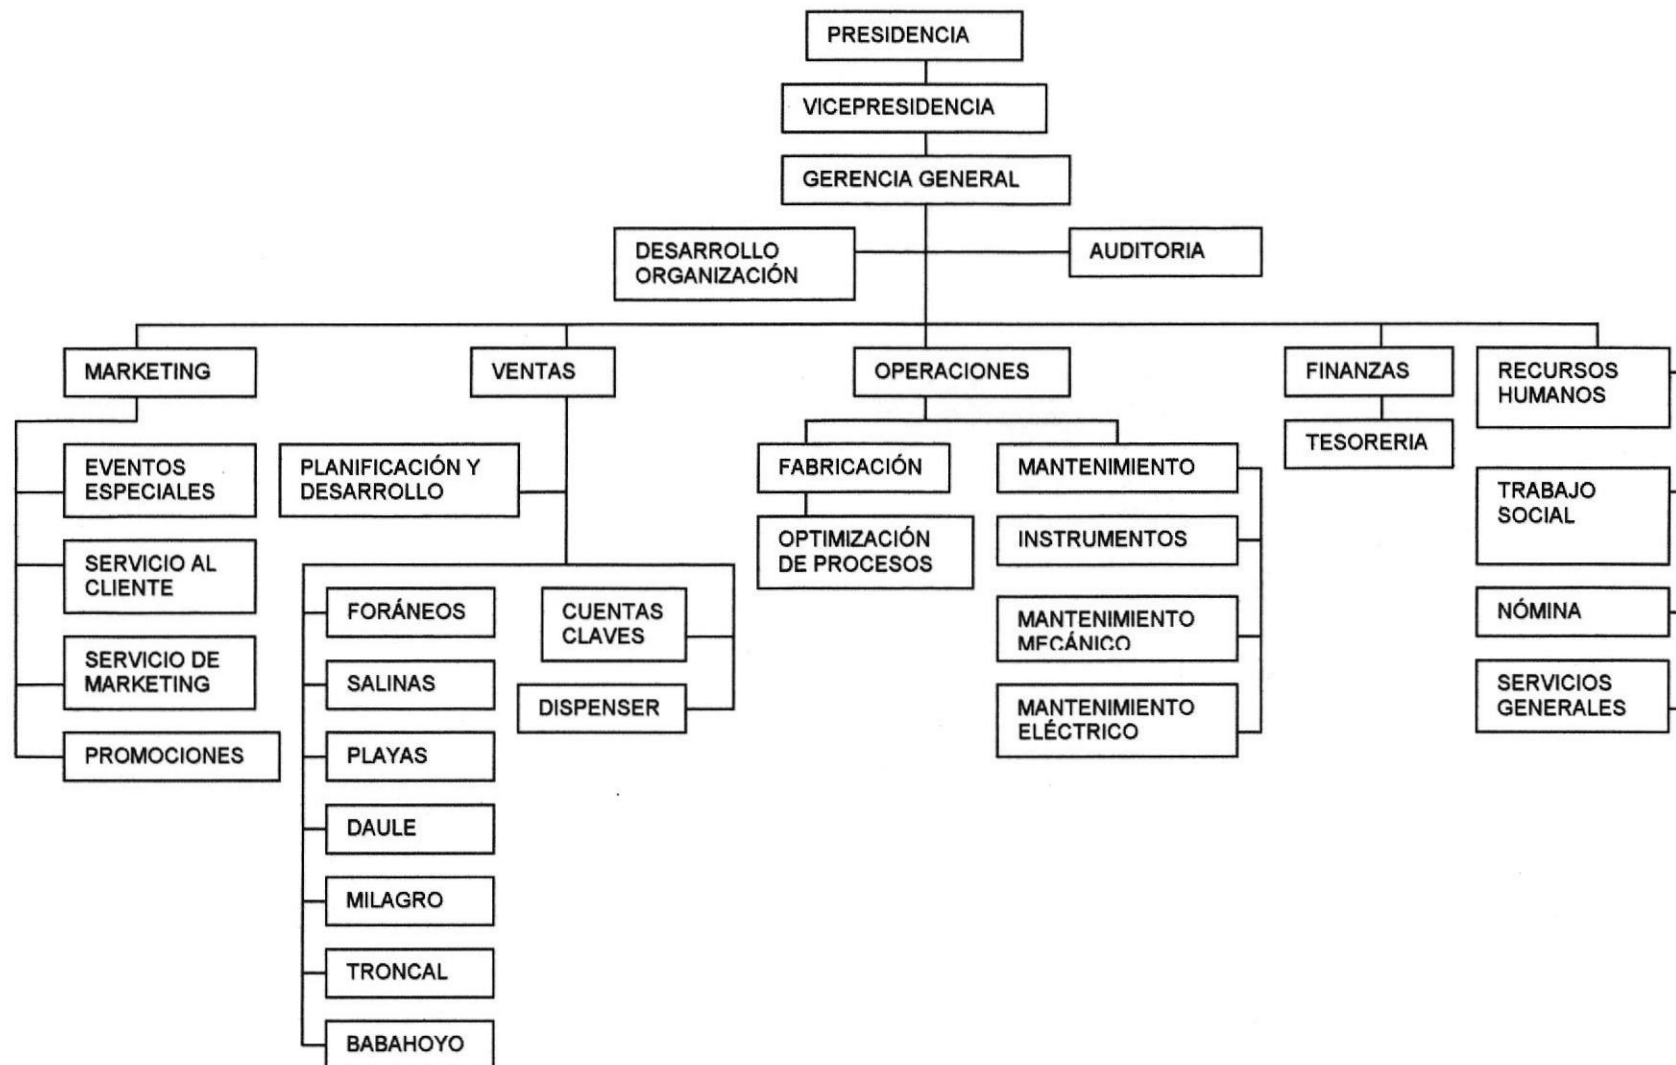 PRESIDENCIA
VICEPRESIDENCIA
GERENCIA GENERAL
DESARROLLO
ORGANIZACIÓN
AUDITORIA
MARKETING
VENTAS
OPERACIONES
FINANZAS
RECURSOS
HUMANOS
EVENTOS
ESPECIALES
SERVICIO AL
CLIENTE
SERVICIO DE
MARKETING
PROMOCIONES
PLANIFICACIÓN Y
DESARROLLO
FORÁNEOS
SALINAS
PLAYAS
DAULE
MILAGRO
TRONCAL
BABAHOYO
CUENTAS
CLAVES
DISPENSER
FABRICACIÓN
OPTIMIZACIÓN
DE PROCESOS
MANTENIMIENTO
INSTRUMENTOS
MANTENIMIENTO
MECÁNICO
MANTENIMIENTO
ELÉCTRICO
TESORERIA
TRABAJO
SOCIAL
NÓMINA
SERVICIOS
GENERALES